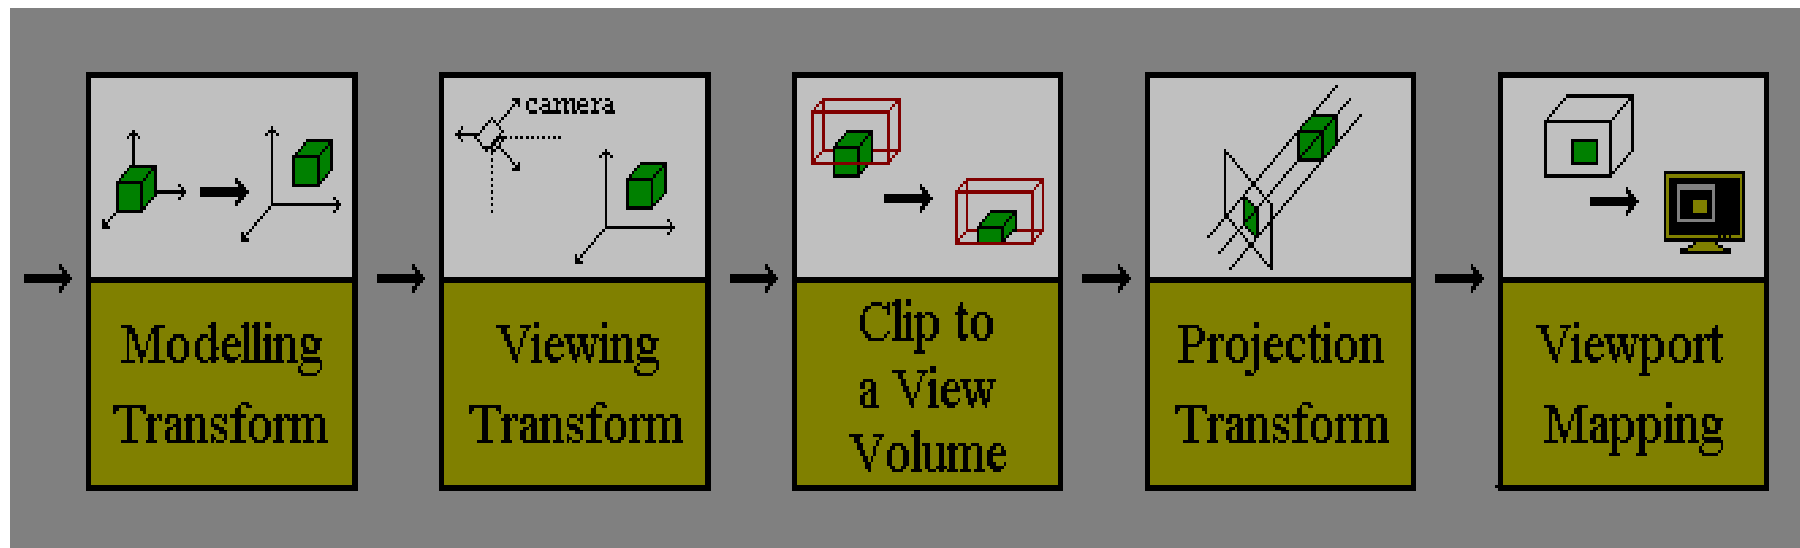 camera
Modelling
Transform
Viewing
Transform
Clip to
a View
Volume
Projection
Transform
Viewport
Mapping